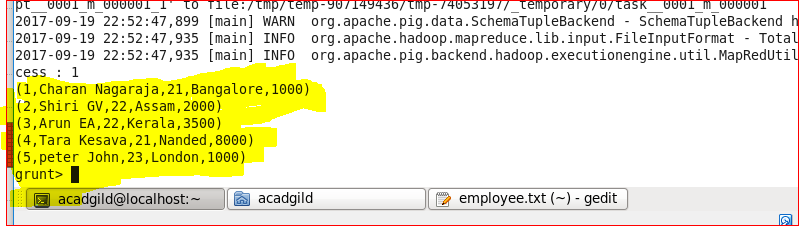 pt__0001_m_000001_1' to file:/tmp/temp-907149436/tmp-74053197/_temporary/0/task__0001_m_000001
2017-09-19 22:52:47,899 [main] WARN  org.apache.pig.data.SchemaTupleBackend - SchemaTupleBackend h
2017-09-19 22:52:47,935 [main] INFO  org.apache.hadoop.mapreduce.lib.input.FileInputFormat - Total
2017-09-19 22:52:47,935 [main] INFO  org.apache.pig.backend.hadoop.executionengine.util.MapRedUtil
cess : 1
(1,Charan Nagaraja,21,Bangalore,1000)
(2,Shiri GV,22,Assam,2000)
(3,Arun EA,22,Kerala,3500)
(4,Tara Kesava,21,Nanded,8000)
(5,peter John,23,London,1000)
grunt>
acadgild@localhost:~ acadgild employee.txt (~) - gedit